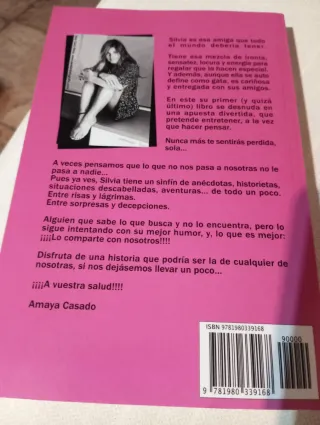 Silvia es esa amiga que todo
el mundo debería tener.
Tiene esa mezcla de ironía,
sensatez, locura y energía para
regalar que la hacen especial.
Y además, aunque ella se auto
define como gata, es cariñosa
y entregada con sus amigos.
En este su primer (y quizá
último) libro se desnuda en
una apuesta divertida, que
pretende entretener, a la vez
que hacer pensar.
Nunca más te sentirás perdida,
sola...
A veces pensamos que lo que no nos pasa a nosotras no le
pasa a nadie...
Pues ya ves, Silvia tiene un sinfín de anécdotas, historietas,
situaciones descabelladas, aventuras... de todo un poco.
Entre risas y lágrimas.
Entre sorpresas y decepciones.
Alguien que sabe lo que busca y no lo encuentra, pero lo
sigue intentando con su mejor humor, y, lo que es mejor:
¡¡¡¡Lo comparte con nosotros!!!!
Disfruta de una historia que podría ser la de cualquier de
nosotras, si nos dejásemos llevar un poco...
¡¡¡¡A vuestra salud!!!!
Amaya Casado
ISBN 9781980339168
90000
9 781980 339168